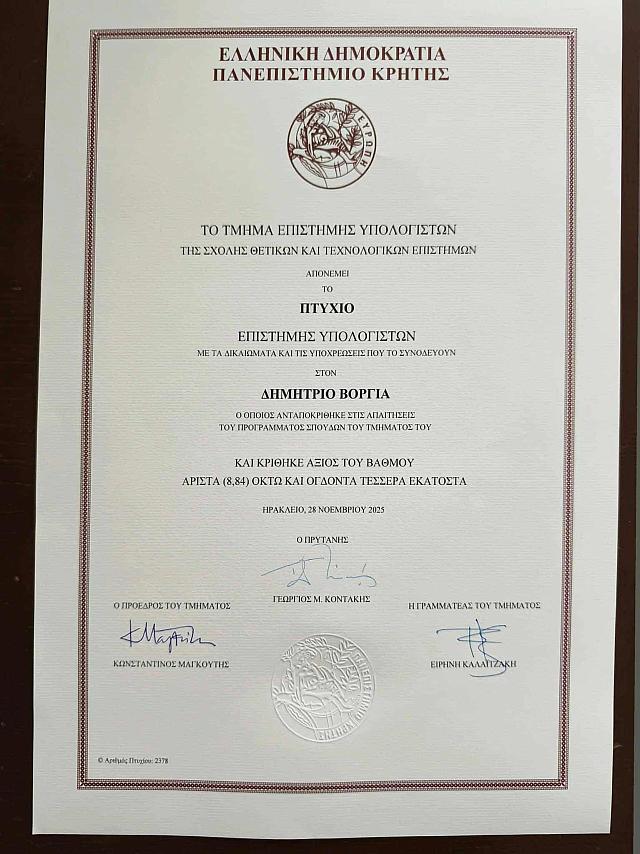 ΕΛΛΗΝΙΚΗ ΔΗΜΟΚΡΑΤΙΑ
ΠΑΝΕΠΙΣΤΗΜΙΟ ΚΡΗΤΗΣ
ΕΥΡΩΠΗ
ΤΟ ΤΜΗΜΑ ΕΠΙΣΤΗΜΗΣ ΥΠΟΛΟΓΙΣΤΩΝ
ΤΗΣ ΣΧΟΛΗΣ ΘΕΤΙΚΩΝ ΚΑΙ ΤΕΧΝΟΛΟΓΙΚΩΝ ΕΠΙΣΤΗΜΩΝ
ΑΠΟΝΕΜΕΙ
ΤΟ
ΠΤΥΧΙΟ
ΕΠΙΣΤΗΜΗΣ ΥΠΟΛΟΓΙΣΤΩΝ
ΜΕ ΤΑ ΔΙΚΑΙΩΜΑΤΑ ΚΑΙ ΤΙΣ ΥΠΟΧΡΕΩΣΕΙΣ ΠΟΥ ΤΟ ΣΥΝΟΔΕΥΟΥΝ
ΣΤΟΝ
ΔΗΜΗΤΡΙΟ ΒΟΡΓΙΑ
Ο ΟΠΟΙΟΣ ΑΝΤΑΠΟΚΡΙΘΗΚΕ ΣΤΙΣ ΑΠΑΙΤΗΣΕΙΣ
ΤΟΥ ΠΡΟΓΡΑΜΜΑΤΟΣ ΣΠΟΥΔΩΝ ΤΟΥ ΤΜΗΜΑΤΟΣ ΤΟΥ
ΚΑΙ ΚΡΙΘΗΚΕ ΑΞΙΟΣ ΤΟΥ ΒΑΘΜΟΥ
ΑΡΙΣΤΑ (8,84) ΟΚΤΩ ΚΑΙ ΟΓΔΟΝΤΑ ΤΕΣΣΕΡΑ ΕΚΑΤΟΣΤΑ
ΗΡΑΚΛΕΙΟ, 28 ΝΟΕΜΒΡΙΟΥ 2025
Ο ΠΡΥΤΑΝΗΣ
ΓΕΩΡΓΙΟΣ Μ. ΚΟΝΤΑΚΗΣ
Ο ΠΡΟΕΔΡΟΣ ΤΟΥ ΤΜΗΜΑΤΟΣ
Η ΓΡΑΜΜΑΤΕΑΣ ΤΟΥ ΤΜΗΜΑΤΟΣ
ΚΩΝΣΤΑΝΤΙΝΟΣ ΜΑΓΚΟΥΤΗΣ
ΕΙΡΗΝΗ ΚΑΛΑΙΤΖΑΚΗ
ΠΑΝΕΠΙΣΤΗΜΙΟ ΚΡΗΤΗΣ
© Αριθμός Πτυχίου: 2378